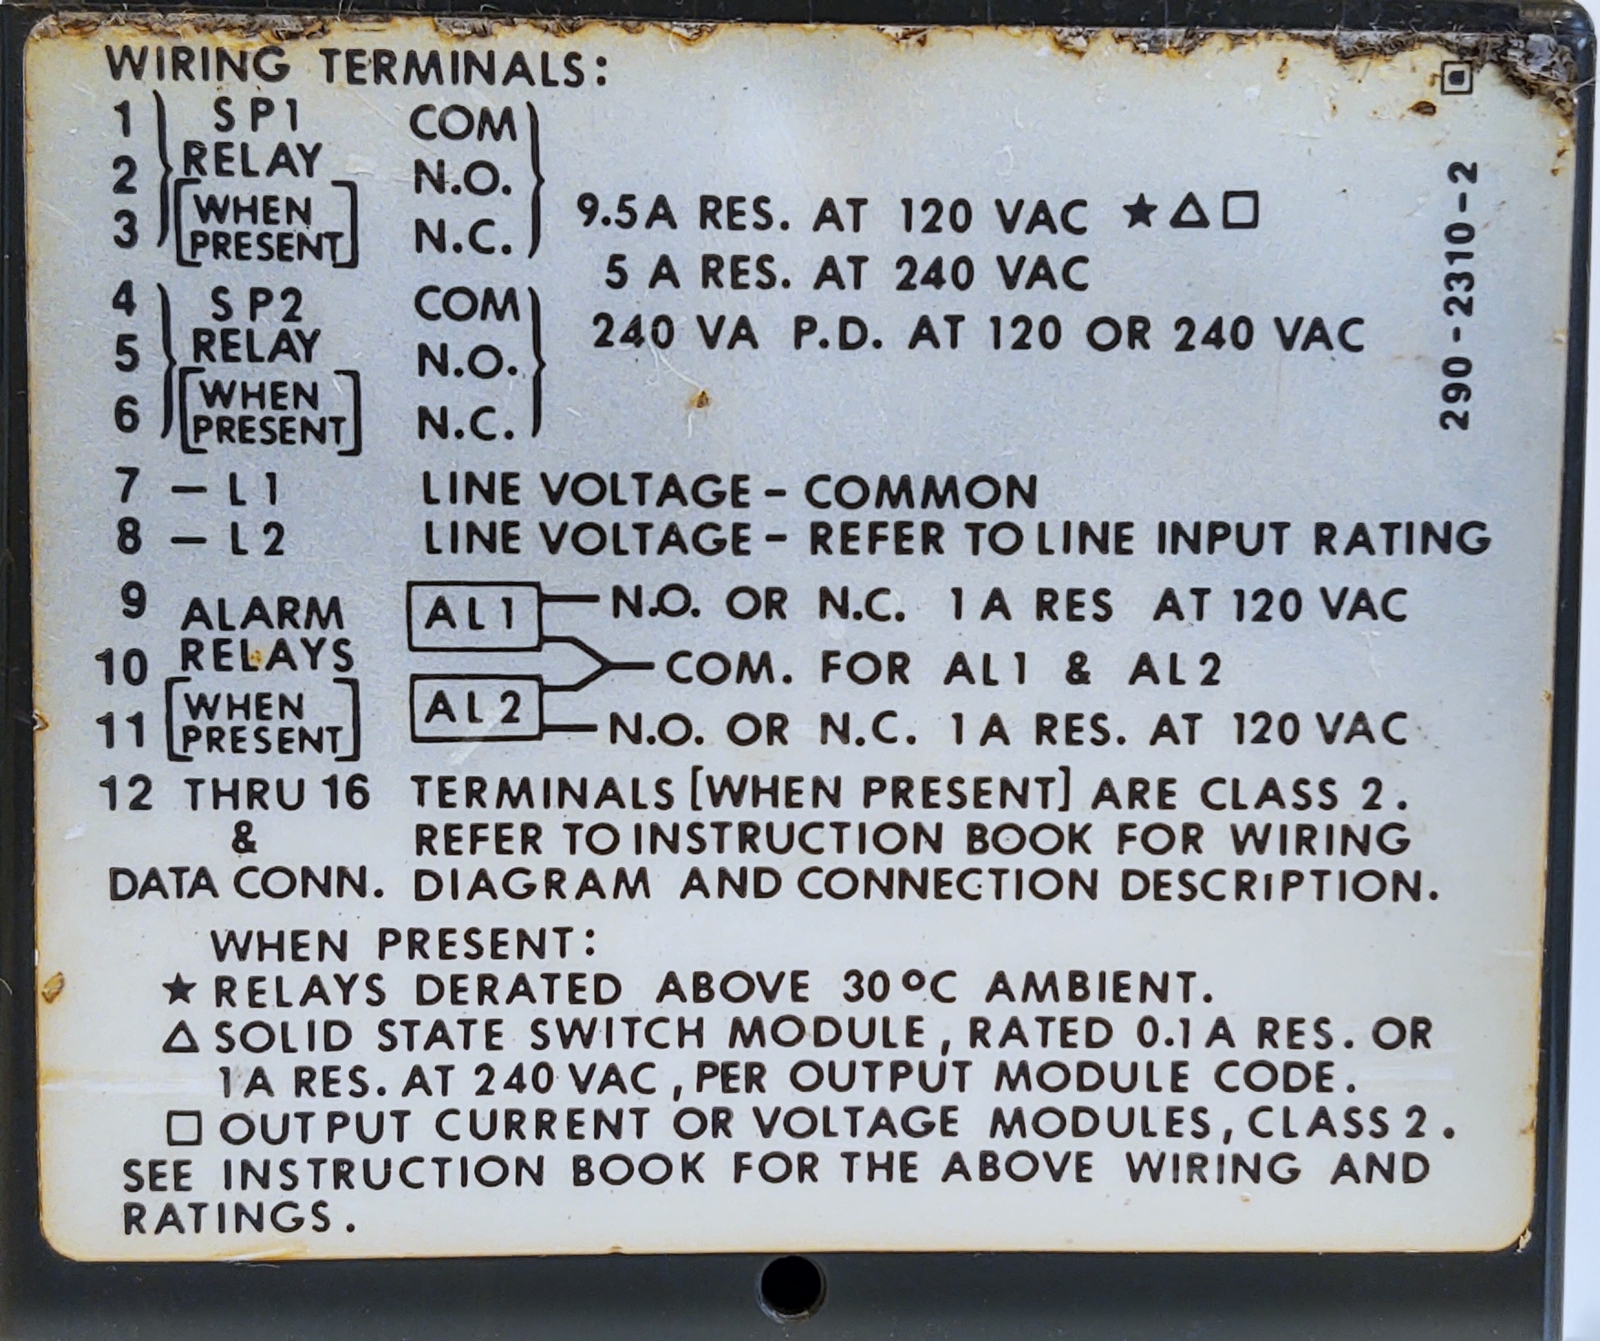 WIRING TERMINALS:
1 SP1 COM
2 RELAY N.O.
3 [WHEN PRESENT] N.C.
9.5A RES. AT 120 VAC ★△□
5 A RES. AT 240 VAC
240 VA P.D. AT 120 OR 240 VAC
4 SP2 COM
5 RELAY N.O.
6 [WHEN PRESENT] N.C.
290-2310-2
7 – L1 LINE VOLTAGE – COMMON
8 – L2 LINE VOLTAGE – REFER TO LINE INPUT RATING
9 ALARM AL1 N.O. OR N.C. 1A RES AT 120 VAC
10 RELAYS COM. FOR AL1 & AL2
11 [WHEN PRESENT] AL2 N.O. OR N.C. 1A RES. AT 120 VAC
12 THRU 16 TERMINALS [WHEN PRESENT] ARE CLASS 2.
& REFER TO INSTRUCTION BOOK FOR WIRING
DATA CONN. DIAGRAM AND CONNECTION DESCRIPTION.
WHEN PRESENT:
★ RELAYS DERATED ABOVE 30°C AMBIENT.
△ SOLID STATE SWITCH MODULE, RATED 0.1A RES. OR
1A RES. AT 240 VAC, PER OUTPUT MODULE CODE.
□ OUTPUT CURRENT OR VOLTAGE MODULES, CLASS 2.
SEE INSTRUCTION BOOK FOR THE ABOVE WIRING AND
RATINGS.